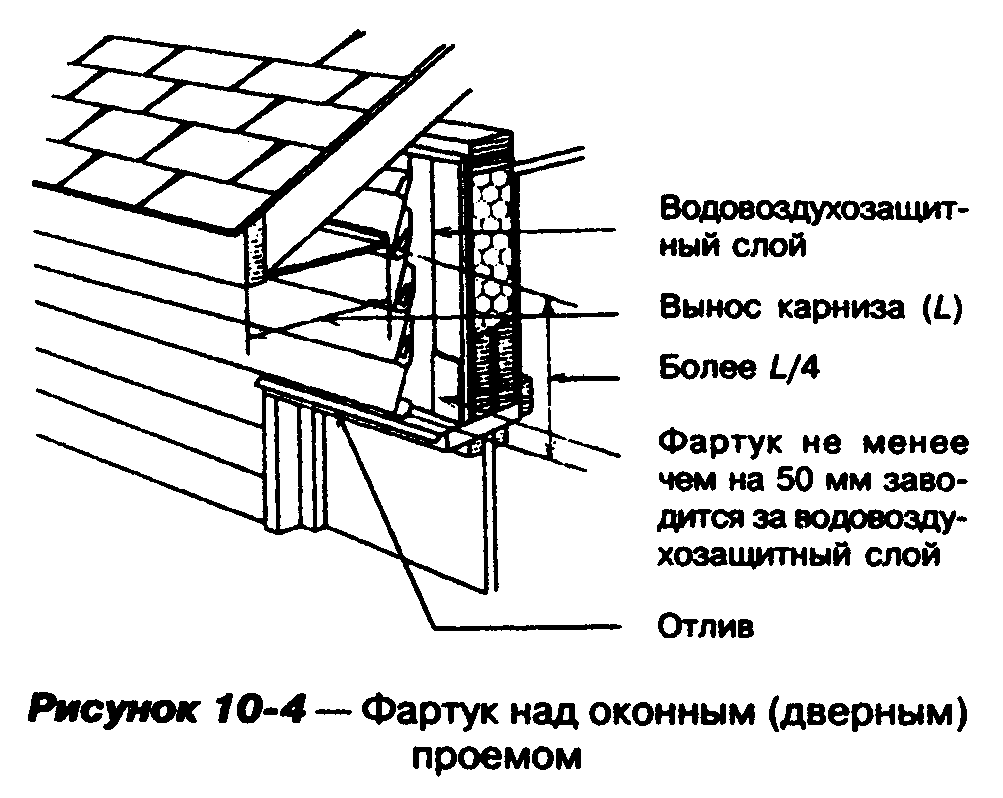 Водовоздухозащит-
ный слой
Вынос карниза (L)
Более L/4
Фартук не менее
чем на 50 мм заво-
дится за водовозду-
хозащитный слой
Отлив
Рисунок 10-4 — Фартук над оконным (дверным)
проемом